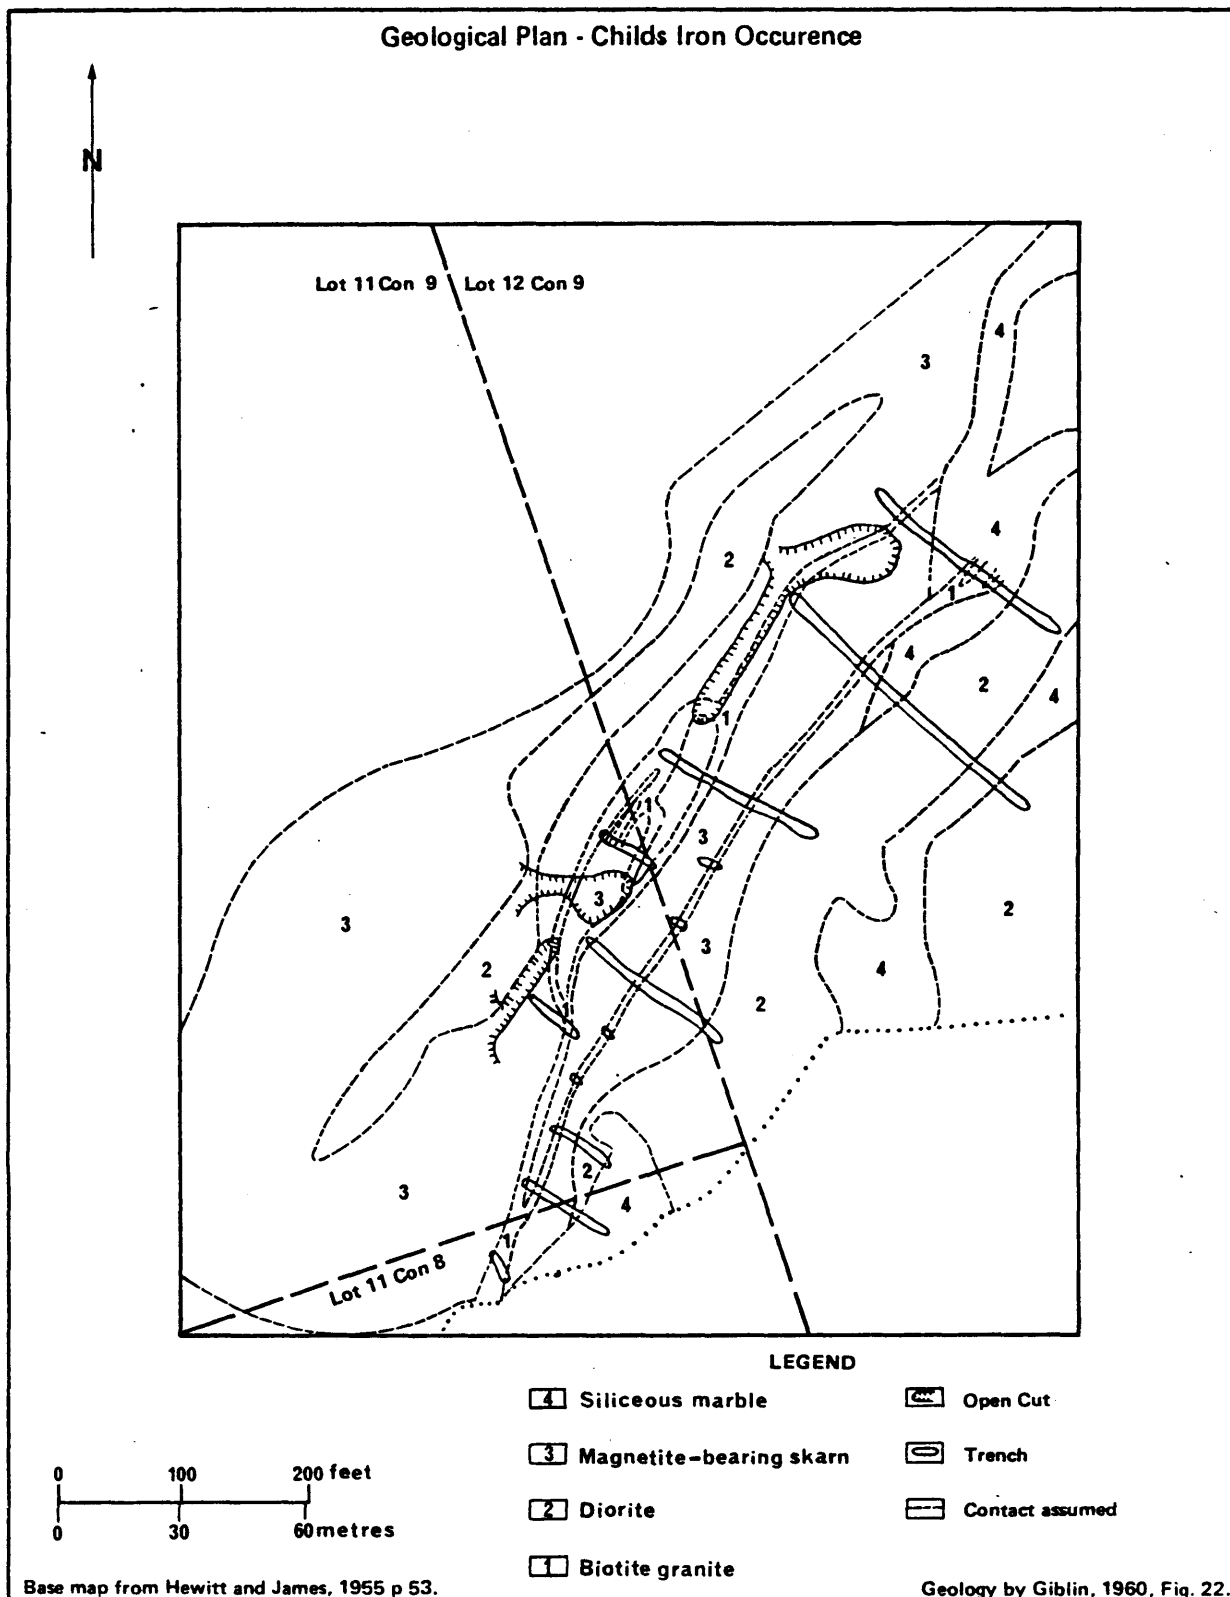 Geological Plan - Childs Iron Occurence
N
Lot 11 Con 9 Lot 12 Con 9
4
3
2
4
1
4
2
4
1
1
3
3
3
3
2
2
4
2
2
4
3
1
Lot 11 Con 8
LEGEND
4 Siliceous marble
Open Cut
3 Magnetite-bearing skarn
Trench
2 Diorite
Contact assumed
1 Biotite granite
0 100 200 feet
0 30 60 metres
Base map from Hewitt and James, 1955 p 53.
Geology by Giblin, 1960, Fig. 22.